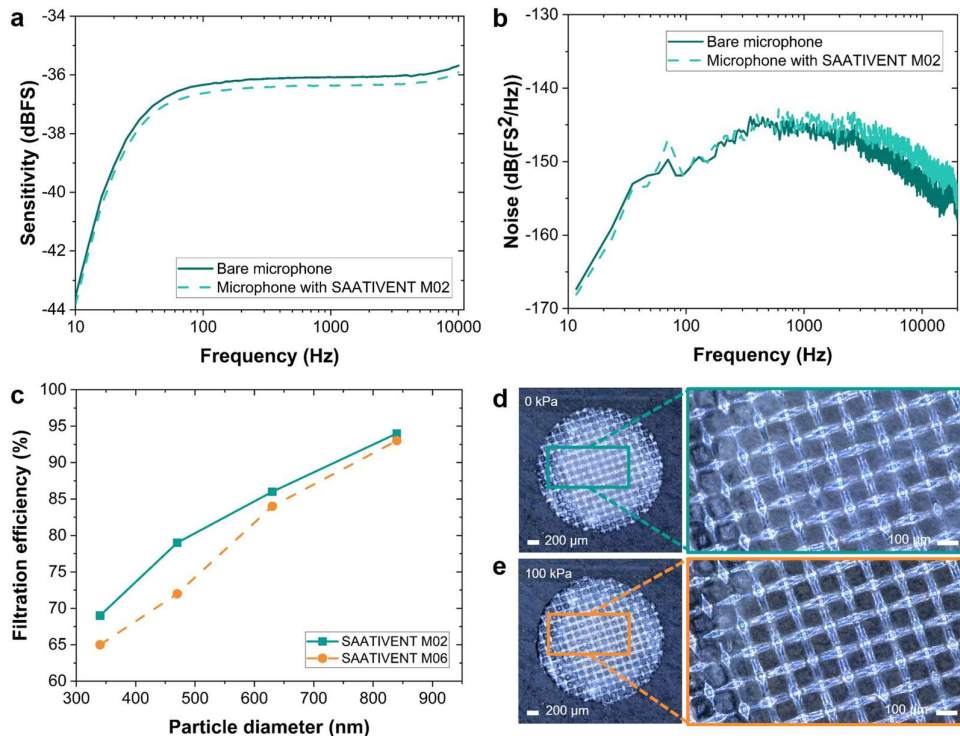 a
Sensitivity (dBFS)
-34
-36
-38
-40
-42
-44
Bare microphone
Microphone with SAATIVENT M02
10
100
1000
10000
Frequency (Hz)
b
Noise (dB(FS²/Hz))
-130
-140
-150
-160
-170
Bare microphone
Microphone with SAATIVENT M02
10
100
1000
10000
Frequency (Hz)
c
Filtration efficiency (%)
100
95
90
85
80
75
70
65
60
SAATIVENT M02
SAATIVENT M06
300
400
500
600
700
800
900
Particle diameter (nm)
d
0 kPa
200 µm
100 µm
e
100 kPa
200 µm
100 µm